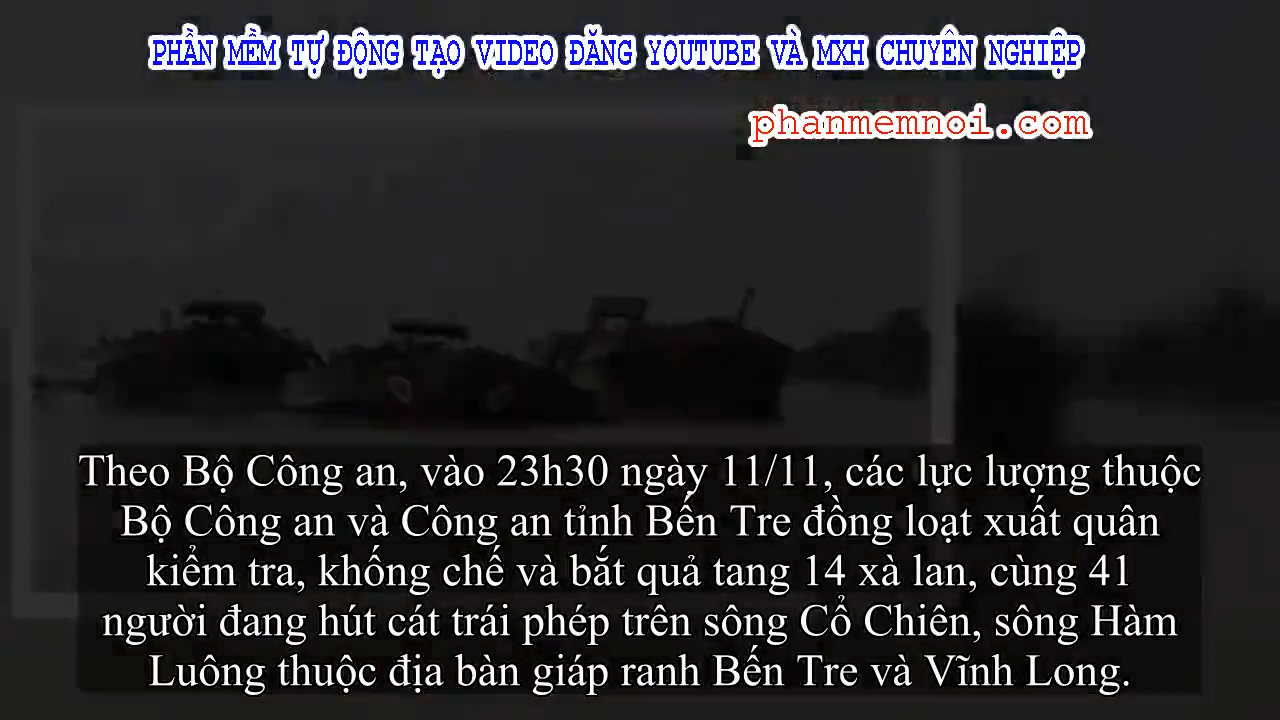 PHẦN MỀM TỰ ĐỘNG TẠO VIDEO ĐĂNG YOUTUBE VÀ MXH CHUYÊN NGHIỆP
phanmemnoi.com
Theo Bộ Công an, vào 23h30 ngày 11/11, các lực lượng thuộc
Bộ Công an và Công an tỉnh Bến Tre đồng loạt xuất quân
kiểm tra, khống chế và bắt quả tang 14 xà lan, cùng 41
người đang hút cát trái phép trên sông Cổ Chiên, sông Hàm
Luông thuộc địa bàn giáp ranh Bến Tre và Vĩnh Long.